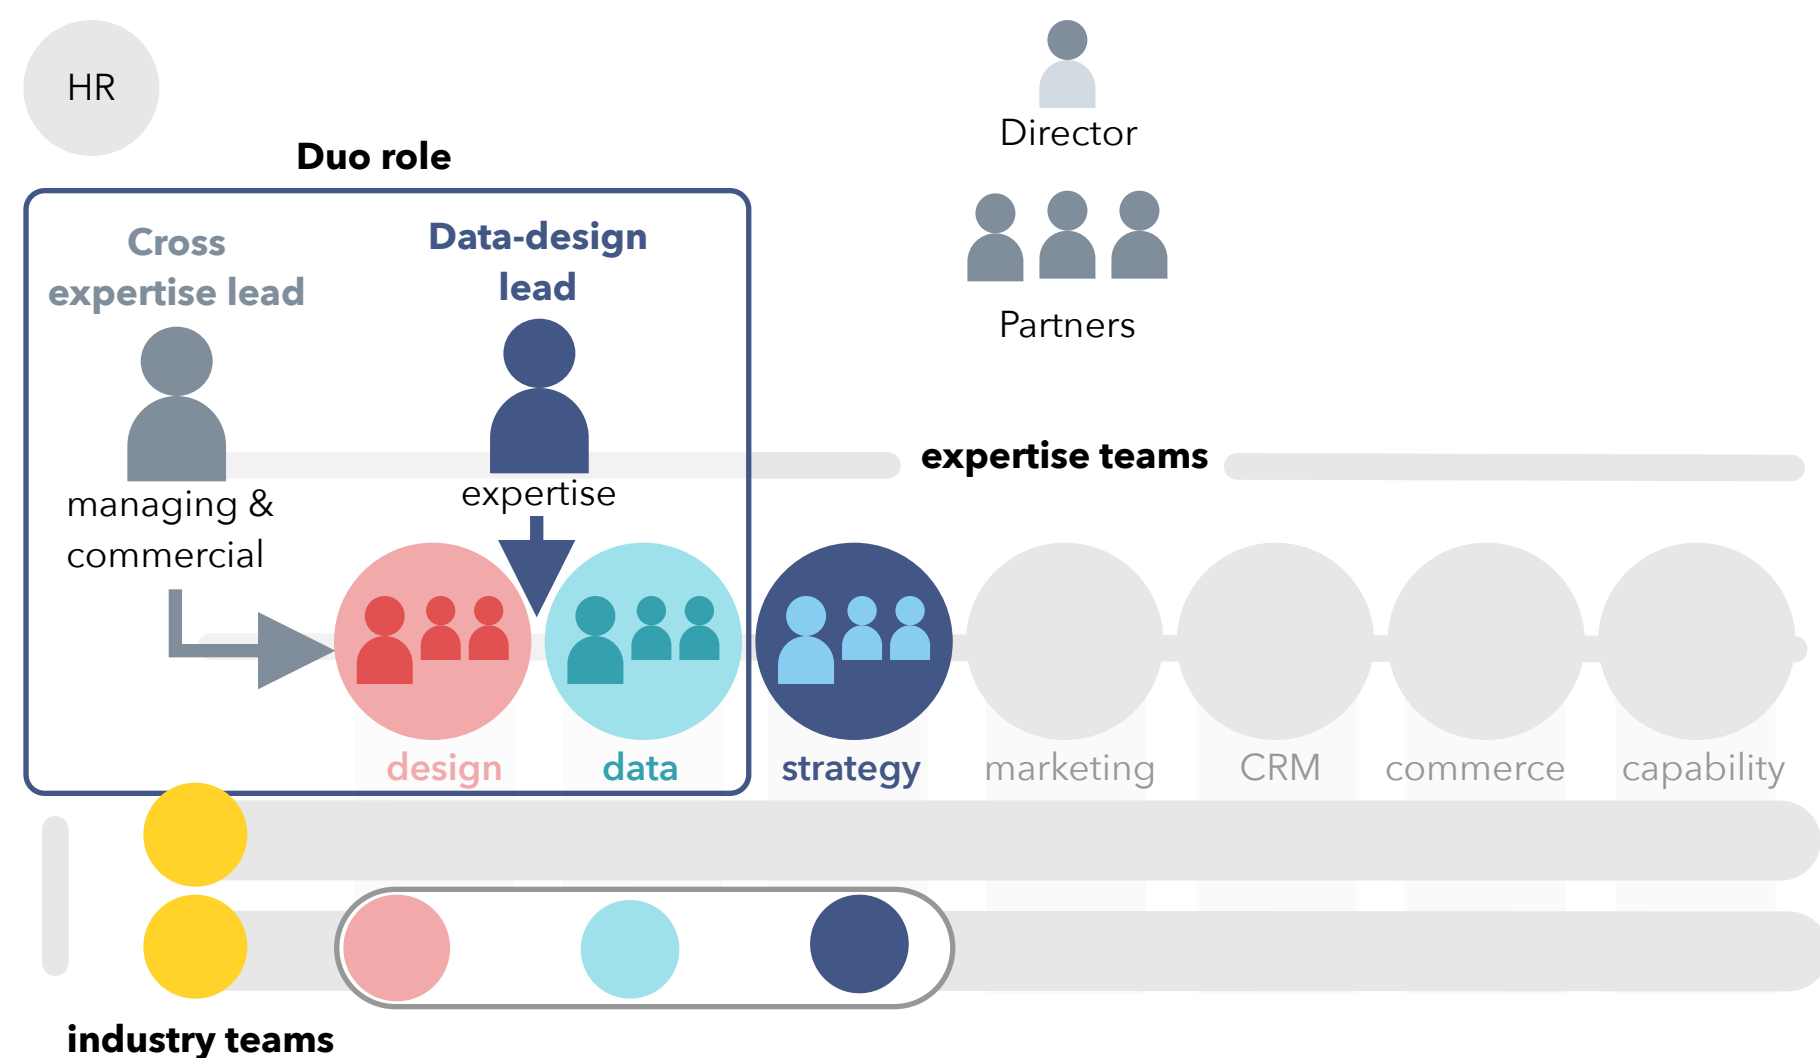 HR
Director
Duo role
Partners
Cross
expertise lead
Data-design
lead
managing &
commercial
expertise
expertise teams
design
data
strategy
marketing
CRM
commerce
capability
industry teams